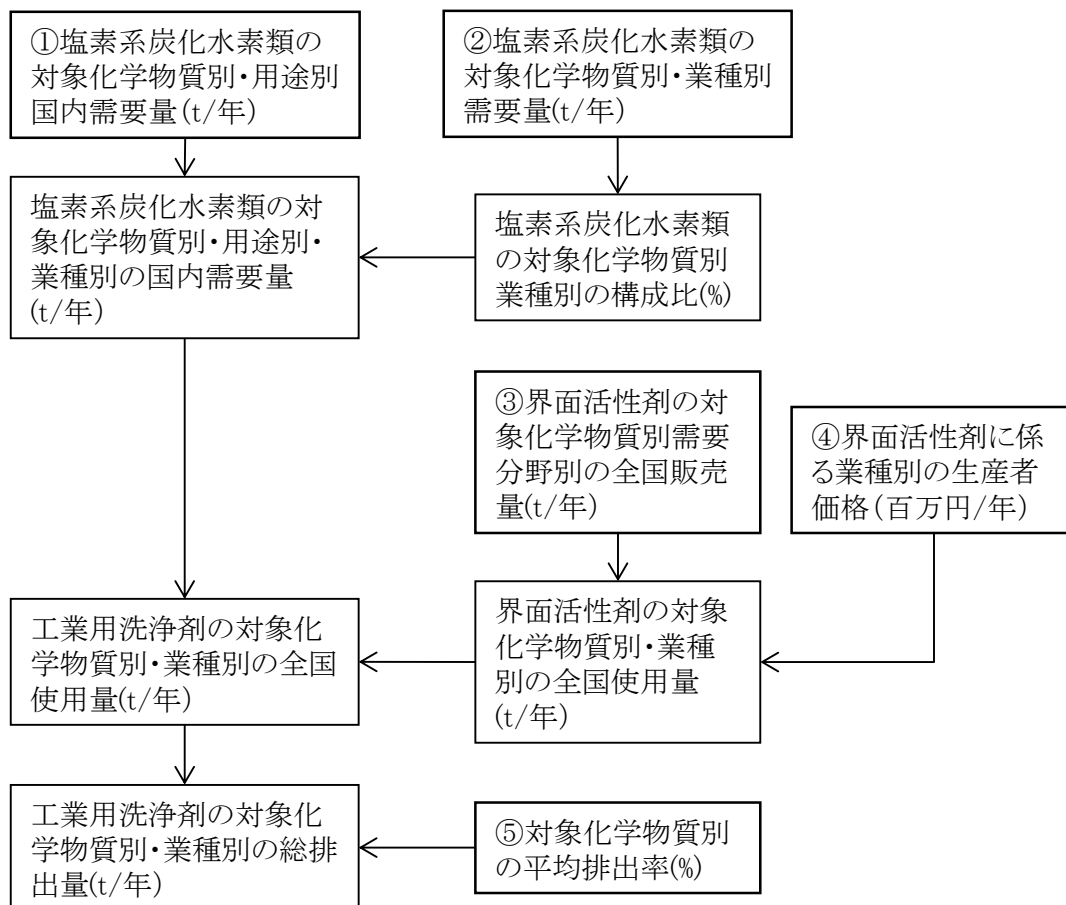 ①塩素系炭化水素類の
対象化学物質別・用途別
国内需要量(t/年)
②塩素系炭化水素類の
対象化学物質別・業種別
需要量(t/年)
塩素系炭化水素類の対
象化学物質別・用途別・
業種別の国内需要量
(t/年)
塩素系炭化水素類
の対象化学物質別
業種別の構成比(%)
③界面活性剤の対
象化学物質別需要
分野別の全国販売
量(t/年)
④界面活性剤に係
る業種別の生産者
価格(百万円/年)
工業用洗浄剤の対象化
学物質別・業種別の全国
使用量(t/年)
界面活性剤の対象
化学物質別・業種
別の全国使用量
(t/年)
工業用洗浄剤の対象化
学物質別・業種別の総排
出量(t/年)
⑤対象化学物質別
の平均排出率(%)